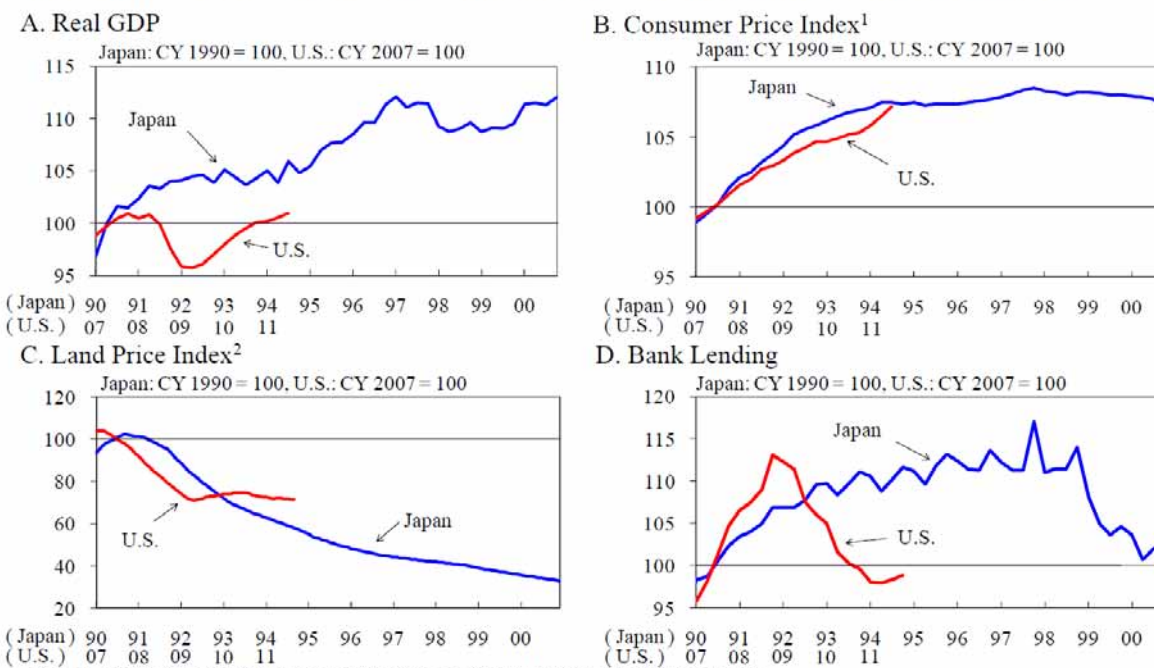 A. Real GDP
Japan: CY 1990 = 100, U.S.: CY 2007 = 100
115
110
105
100
95
Japan
U.S.
(Japan) 90 91 92 93 94 95 96 97 98 99 00
(U.S.) 07 08 09 10 11
B. Consumer Price Index¹
Japan: CY 1990 = 100, U.S.: CY 2007 = 100
110
105
100
95
Japan
U.S.
(Japan) 90 91 92 93 94 95 96 97 98 99 00
(U.S.) 07 08 09 10 11
C. Land Price Index²
Japan: CY 1990 = 100, U.S.: CY 2007 = 100
120
100
80
60
40
20
U.S.
Japan
(Japan) 90 91 92 93 94 95 96 97 98 99 00
(U.S.) 07 08 09 10 11
D. Bank Lending
Japan: CY 1990 = 100, U.S.: CY 2007 = 100
120
115
110
105
100
95
Japan
U.S.
(Japan) 90 91 92 93 94 95 96 97 98 99 00
(U.S.) 07 08 09 10 11